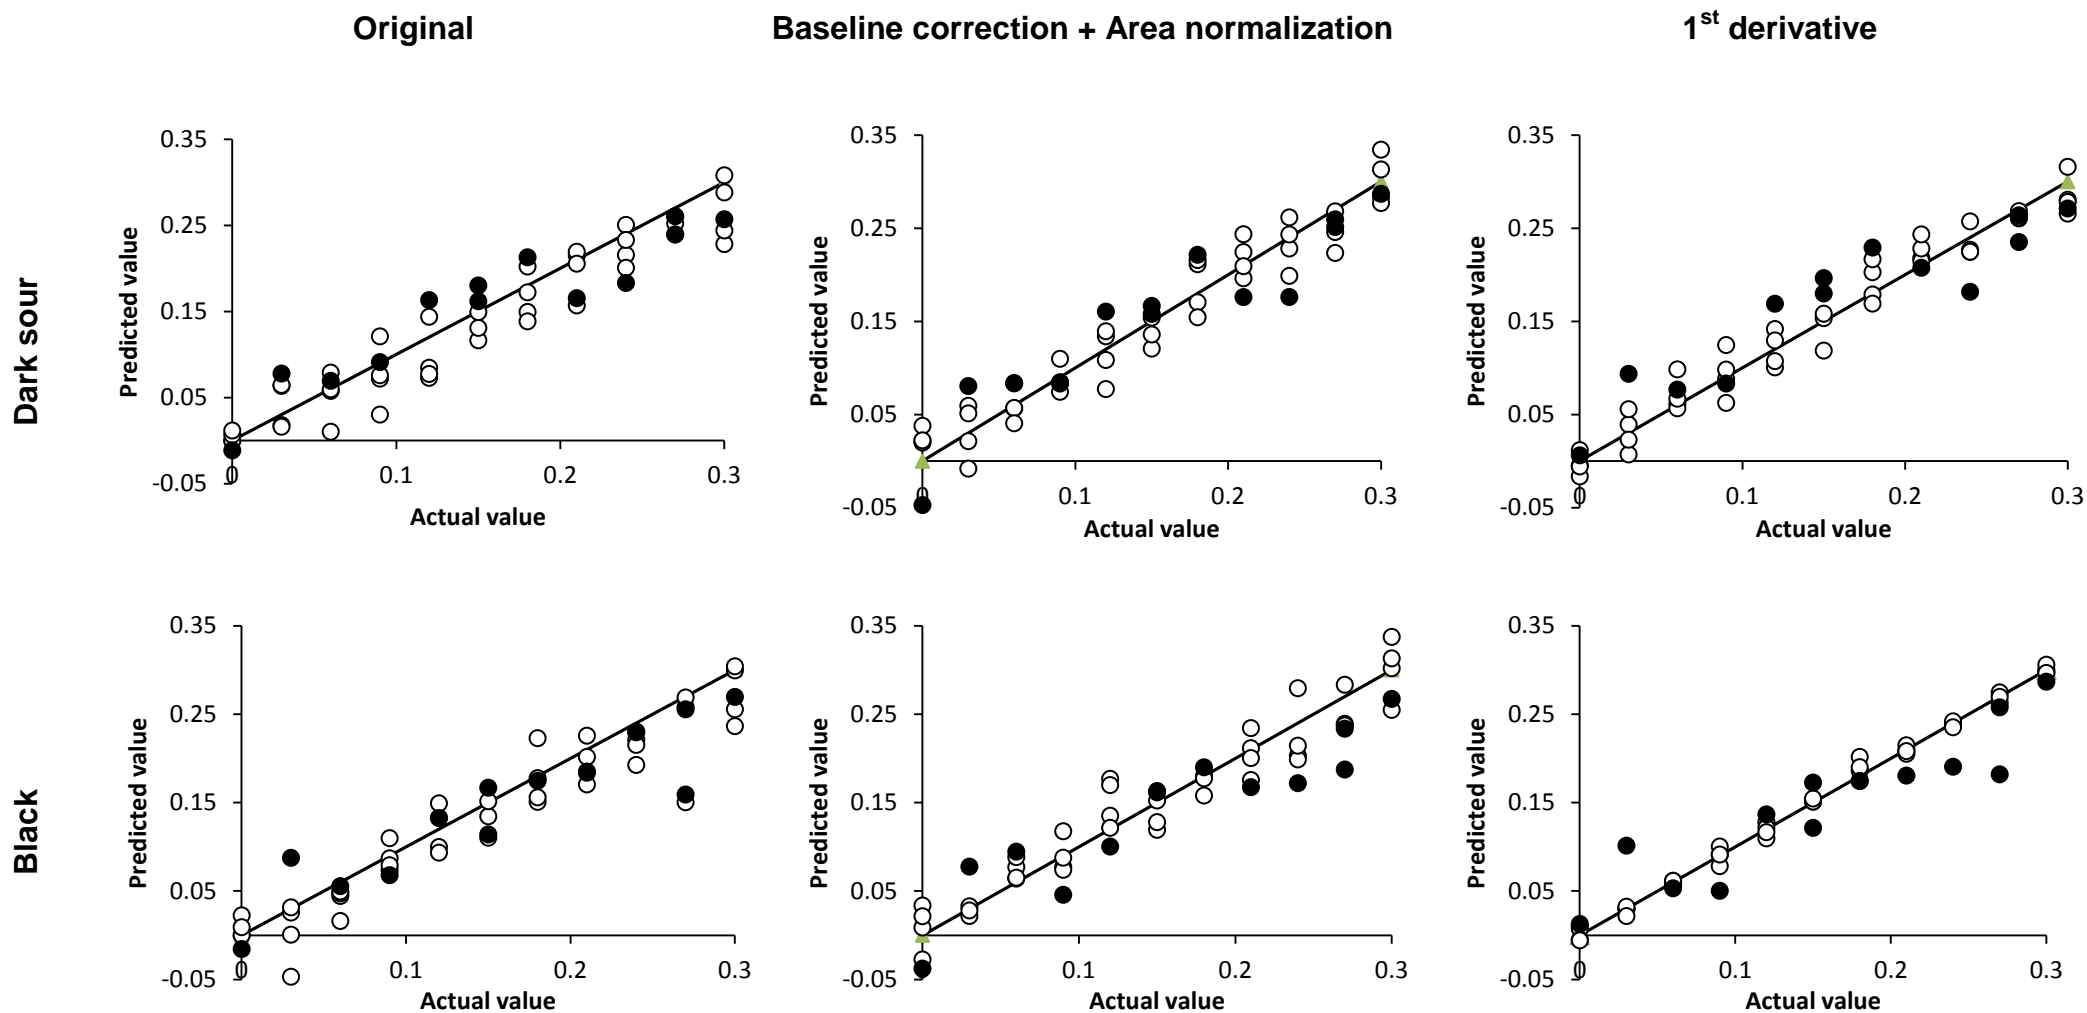 Original Baseline correction + Area normalization 1st derivative
Dark sour
0.35
0.25
0.15
0.05
-0.05
0 0.1 0.2 0.3
Predicted value
Actual value
0.35
0.25
0.15
0.05
-0.05
0 0.1 0.2 0.3
Predicted value
Actual value
0.35
0.25
0.15
0.05
-0.05
0 0.1 0.2 0.3
Predicted value
Actual value
Black
0.35
0.25
0.15
0.05
-0.05
0 0.1 0.2 0.3
Predicted value
Actual value
0.35
0.25
0.15
0.05
-0.05
0 0.1 0.2 0.3
Predicted value
Actual value
0.35
0.25
0.15
0.05
-0.05
0 0.1 0.2 0.3
Predicted value
Actual value